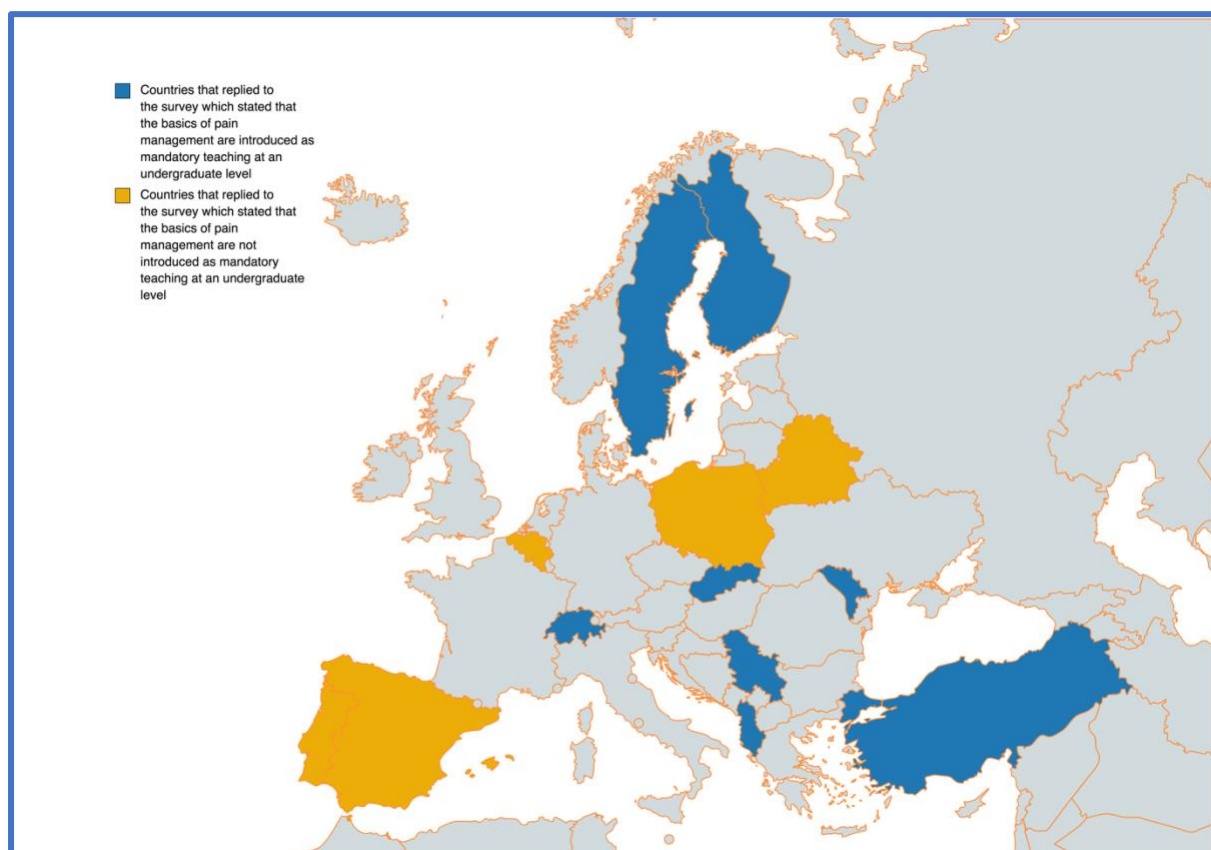 Countries that replied to
the survey which stated that
the basics of pain
management are introduced as
mandatory teaching at an
undergraduate level
Countries that replied to
the survey which stated that
the basics of pain
management are not
introduced as mandatory
teaching at an undergraduate
level